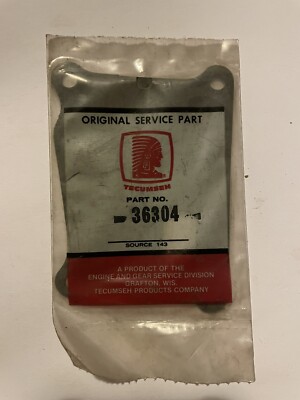 ORIGINAL SERVICE PART
TECUMSEH
PART NO.
36304
SOURCE 143
A PRODUCT OF THE
ENGINE AND GEAR SERVICE DIVISION
GRAFTON, WIS.
TECUMSEH PRODUCTS COMPANY